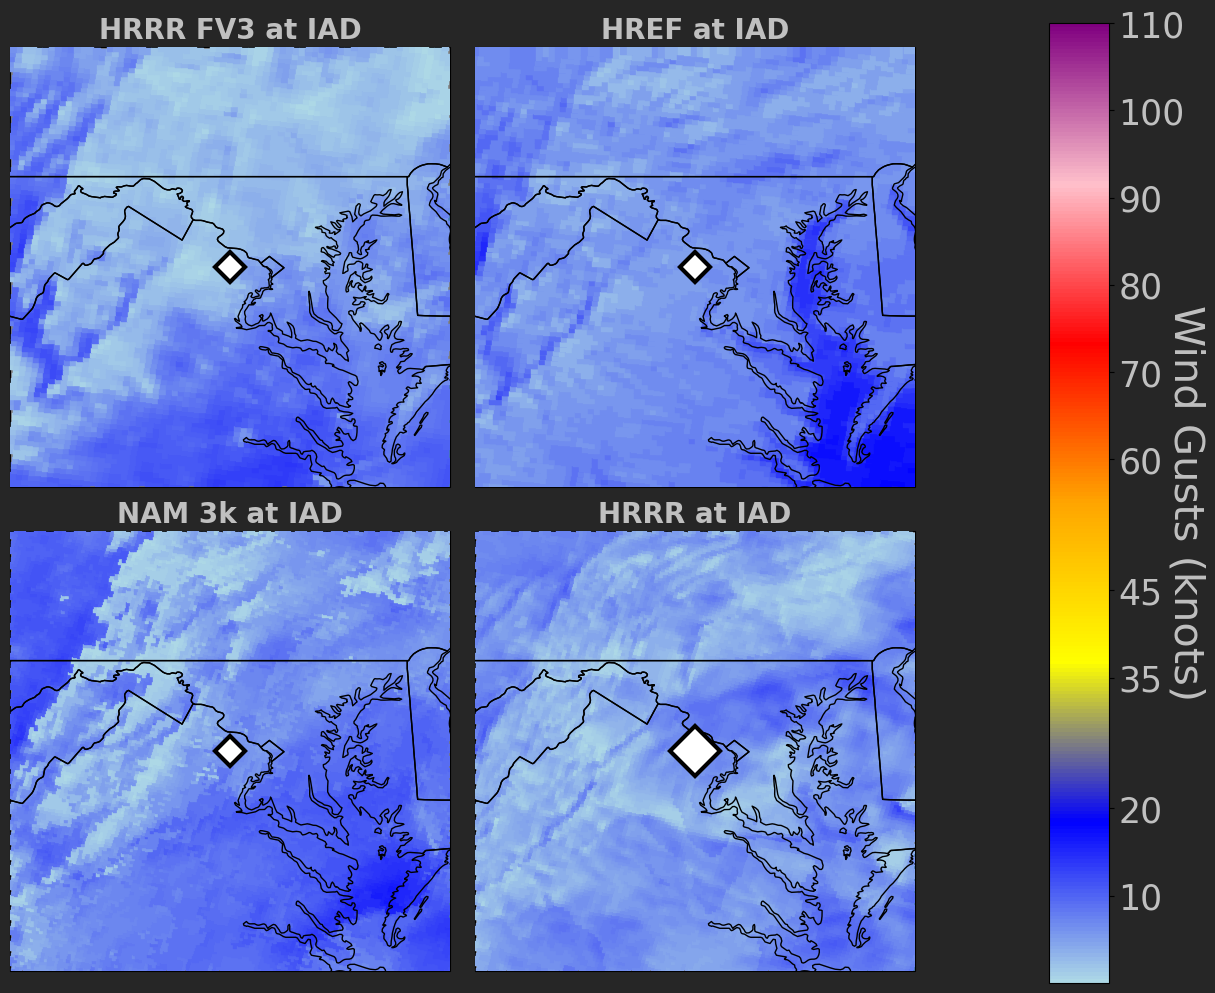 HRRR FV3 at IAD
HREF at IAD
NAM 3k at IAD
HRRR at IAD
110
100
90
80
70
60
45
35
20
10
Wind Gusts (knots)